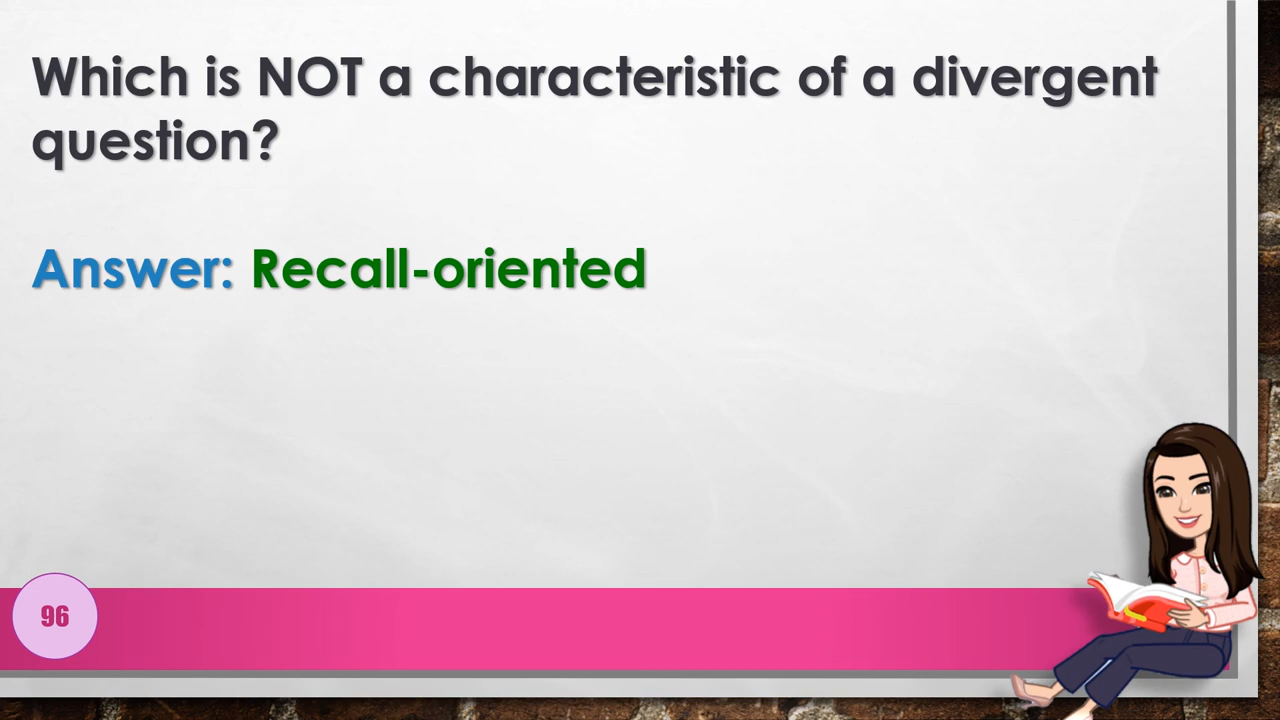 Which is NOT a characteristic of a divergent
question?
Answer: Recall-oriented
96